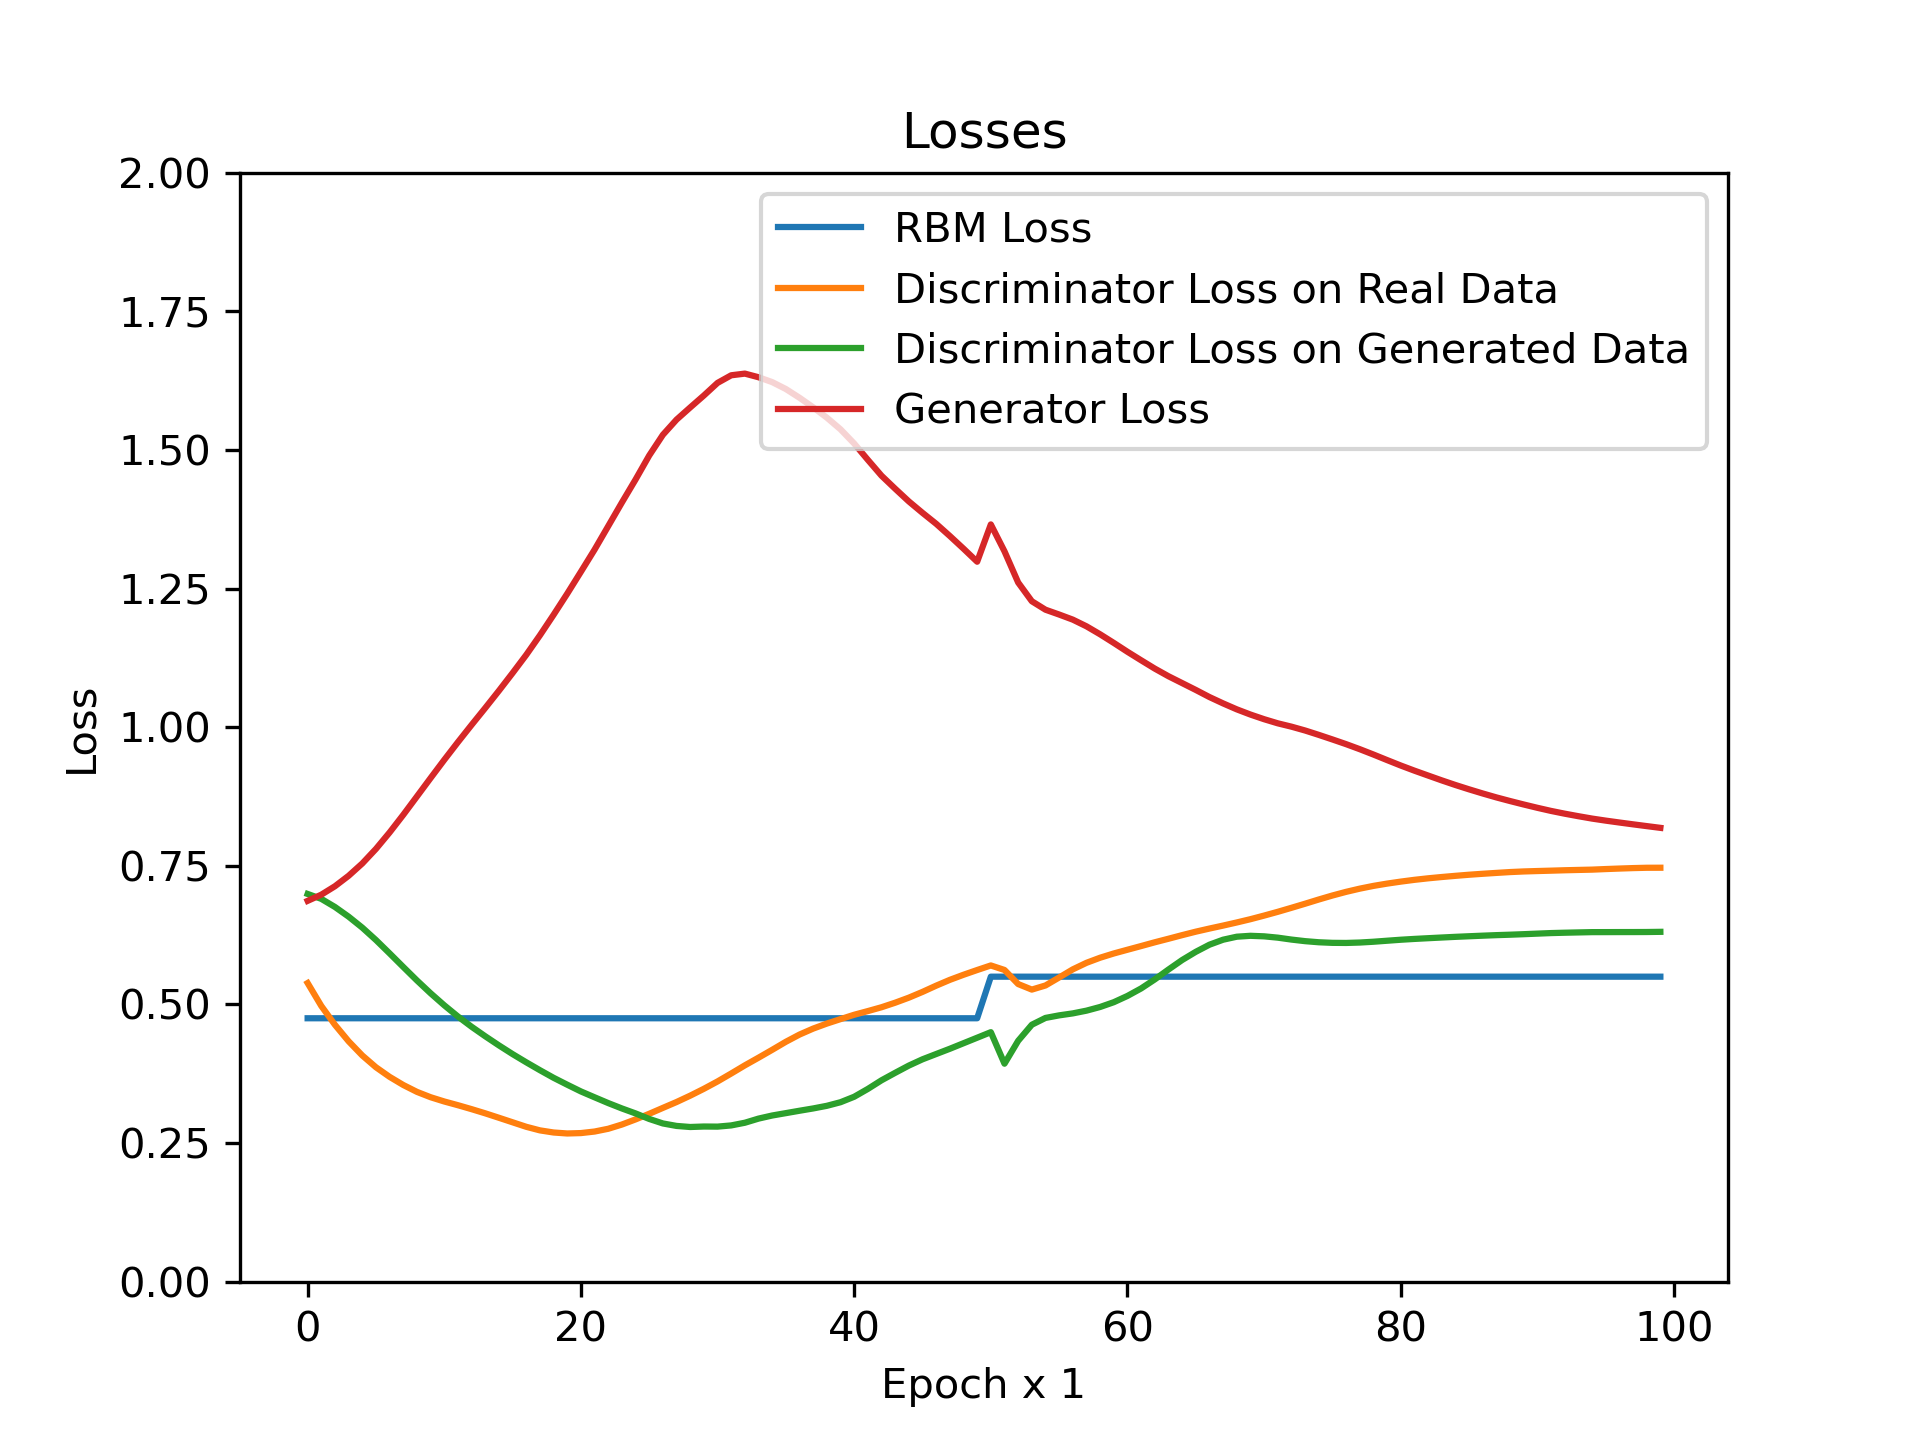 Losses
2.00
1.75
1.50
1.25
1.00
0.75
0.50
0.25
0.00
Loss
RBM Loss
Discriminator Loss on Real Data
Discriminator Loss on Generated Data
Generator Loss
0 20 40 60 80 100
Epoch x 1